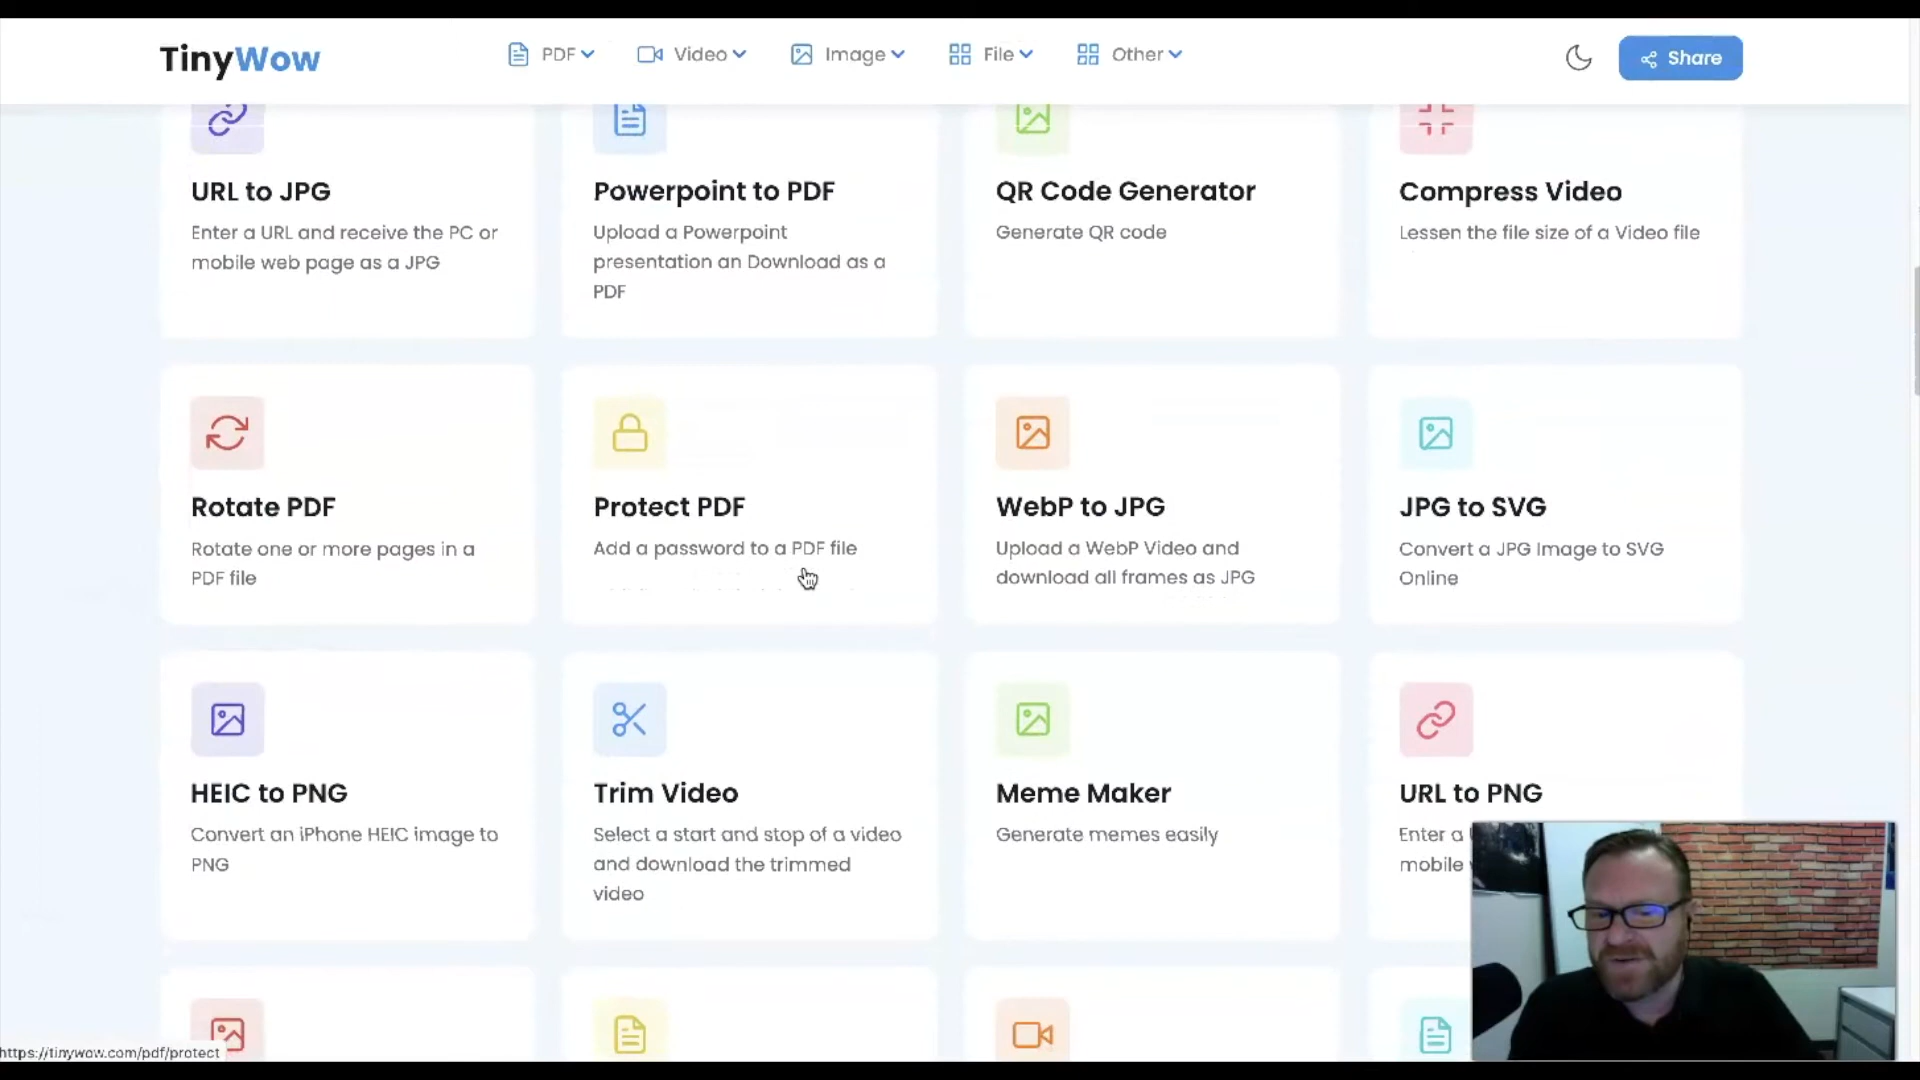 TinyWow
PDF
Video
Image
File
Other
Share
URL to JPG
Enter a URL and receive the PC or
mobile web page as a JPG
Powerpoint to PDF
Upload a Powerpoint
presentation an Download as a
PDF
QR Code Generator
Generate QR code
Compress Video
Lessen the file size of a Video file
Rotate PDF
Rotate one or more pages in a
PDF file
Protect PDF
Add a password to a PDF file
WebP to JPG
Upload a WebP Video and
download all frames as JPG
JPG to SVG
Convert a JPG Image to SVG
Online
HEIC to PNG
Convert an iPhone HEIC image to
PNG
Trim Video
Select a start and stop of a video
and download the trimmed
video
Meme Maker
Generate memes easily
URL to PNG
Enter a
mobile
https://tinywow.com/pdf/protect